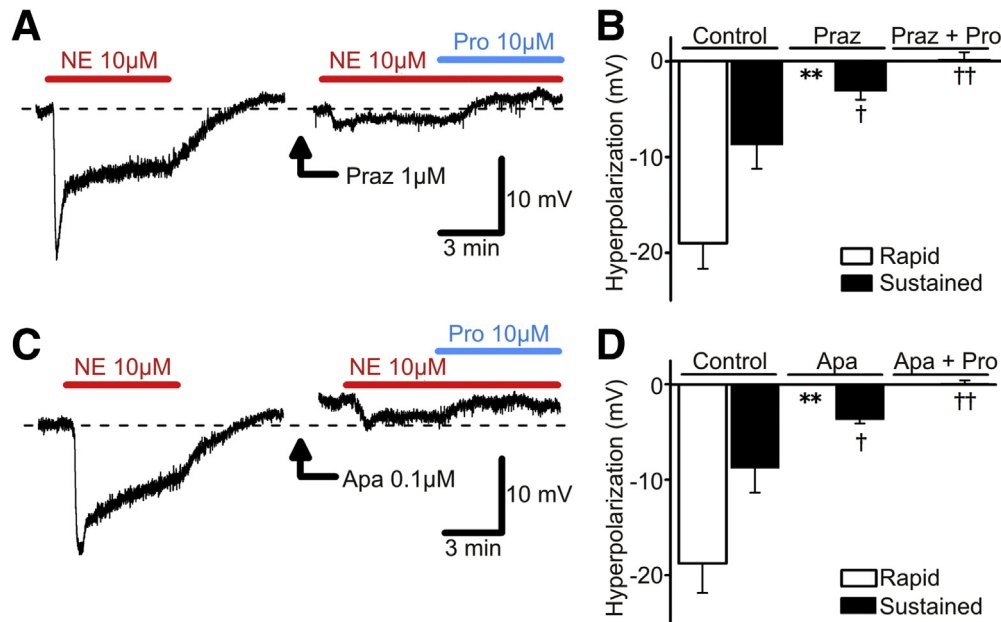 A
NE 10µM
NE 10µM
Pro 10µM
Praz 1µM
10 mV
3 min
B
Control
Praz
Praz + Pro
Hyperpolarization (mV)
0
-10
-20
**
†
††
Rapid
Sustained
C
NE 10µM
NE 10µM
Pro 10µM
Apa 0.1µM
10 mV
3 min
D
Control
Apa
Apa + Pro
Hyperpolarization (mV)
0
-10
-20
**
†
††
Rapid
Sustained